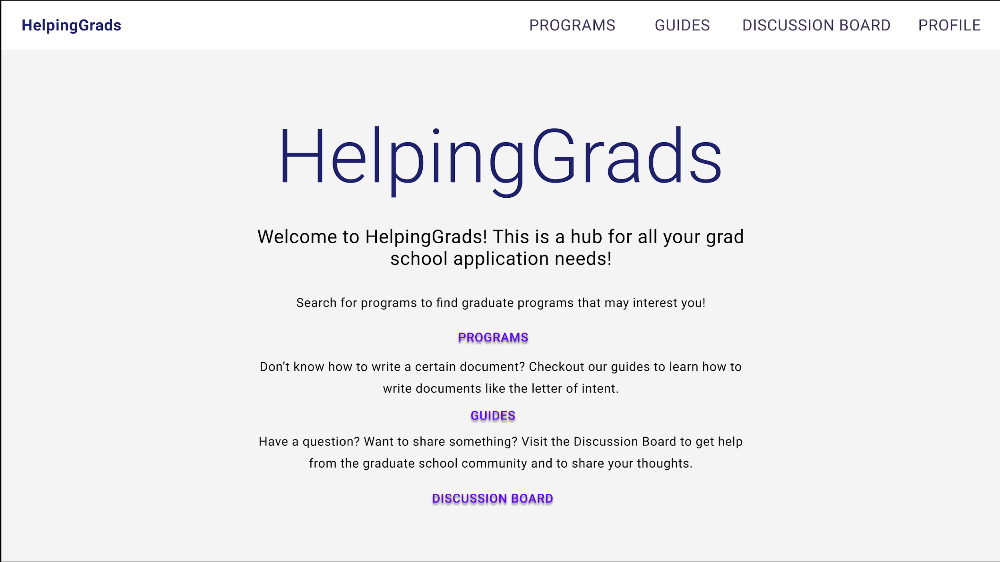 HelpingGrads
PROGRAMS GUIDES DISCUSSION BOARD PROFILE
HelpingGrads
Welcome to HelpingGrads! This is a hub for all your grad
school application needs!
Search for programs to find graduate programs that may interest you!
PROGRAMS
Don’t know how to write a certain document? Checkout our guides to learn how to
write documents like the letter of intent.
GUIDES
Have a question? Want to share something? Visit the Discussion Board to get help
from the graduate school community and to share your thoughts.
DISCUSSION BOARD